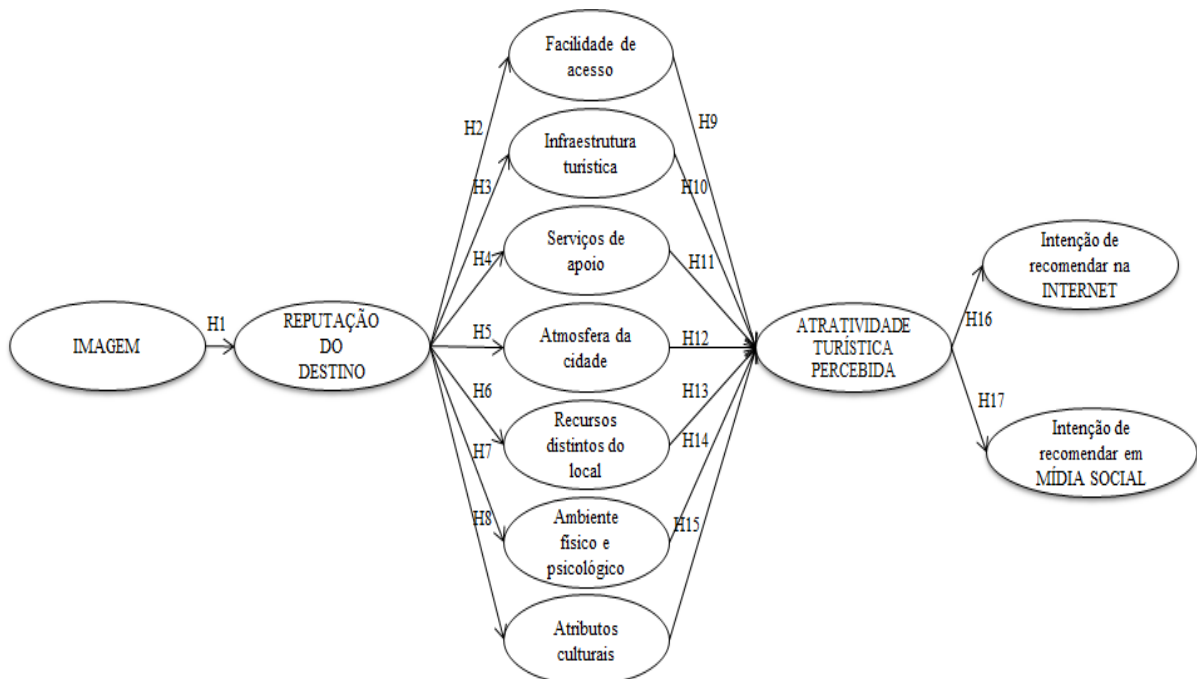 Facilidade de
acesso
H2
H9
Infraestrutura
turística
H3
H10
Serviços de
apoio
H4
H11
Intenção de
recomendar na
INTERNET
IMAGEM
H1
REPUTAÇÃO
DO
DESTINO
H5
Atmosfera da
cidade
H12
ATRATIVIDADE
TURÍSTICA
PERCEBIDA
H16
H6
H13
Recursos
distintos do
local
H7
H14
H17
Intenção de
recomendar em
MÍDIA SOCIAL
H8
Ambiente
físico e
psicológico
H15
Atributos
culturais